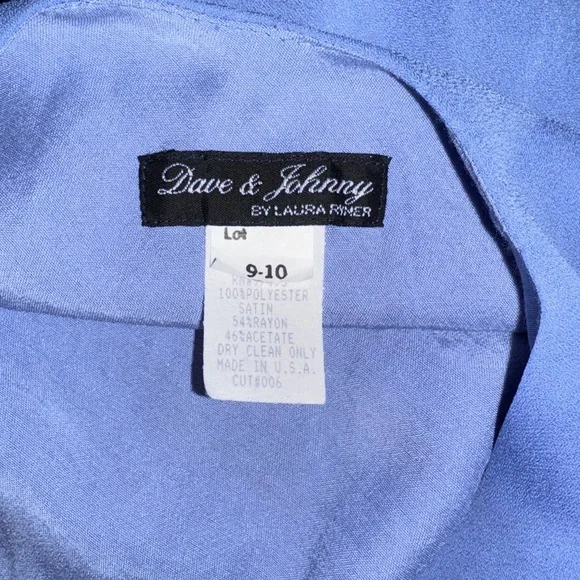 Dave & Johnny
BY LAURA RYNER
Lot
9-10
100%POLYESTER
SATIN
54%RAYON
46%ACETATE
DRY CLEAN ONLY
MADE IN U.S.A.
CUT#006